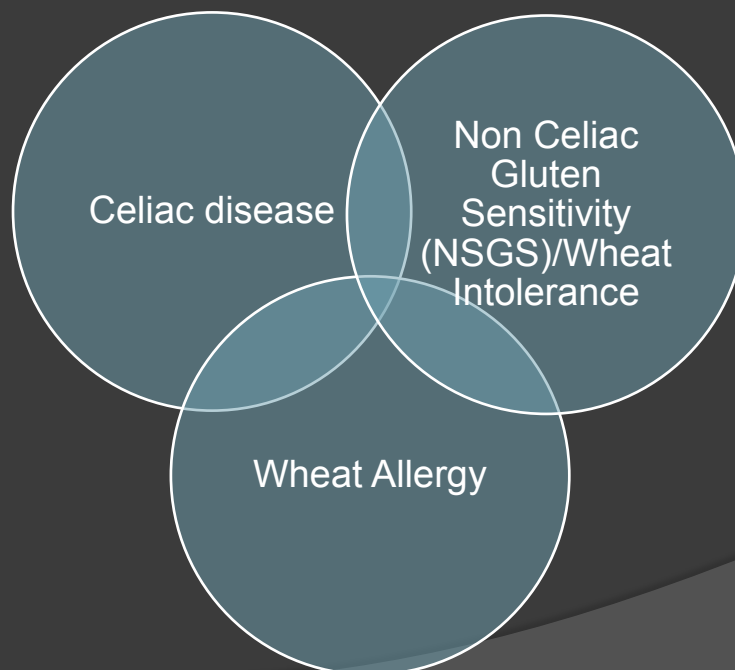 Celiac disease
Non Celiac
Gluten
Sensitivity
(NSGS)/Wheat
Intolerance
Wheat Allergy